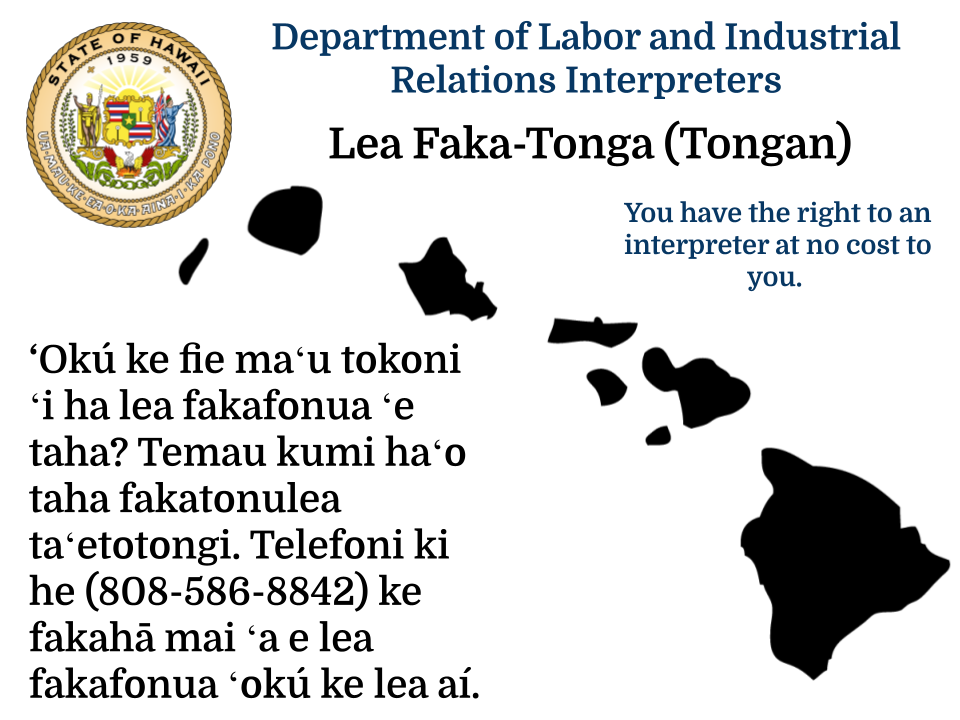 STATE OF HAWAII
1959
UA MAU KE EA O KA AINA I KA PONO
Department of Labor and Industrial
Relations Interpreters
Lea Faka-Tonga (Tongan)
You have the right to an
interpreter at no cost to
you.
ʻOkú ke fie maʻu tokoni
ʻi ha lea fakafonua ʻe
taha? Temau kumi haʻo
taha fakatonulea
taʻetotongi. Telefoni ki
he (808-586-8842) ke
fakahā mai ʻa e lea
fakafonua ʻokú ke lea aí.